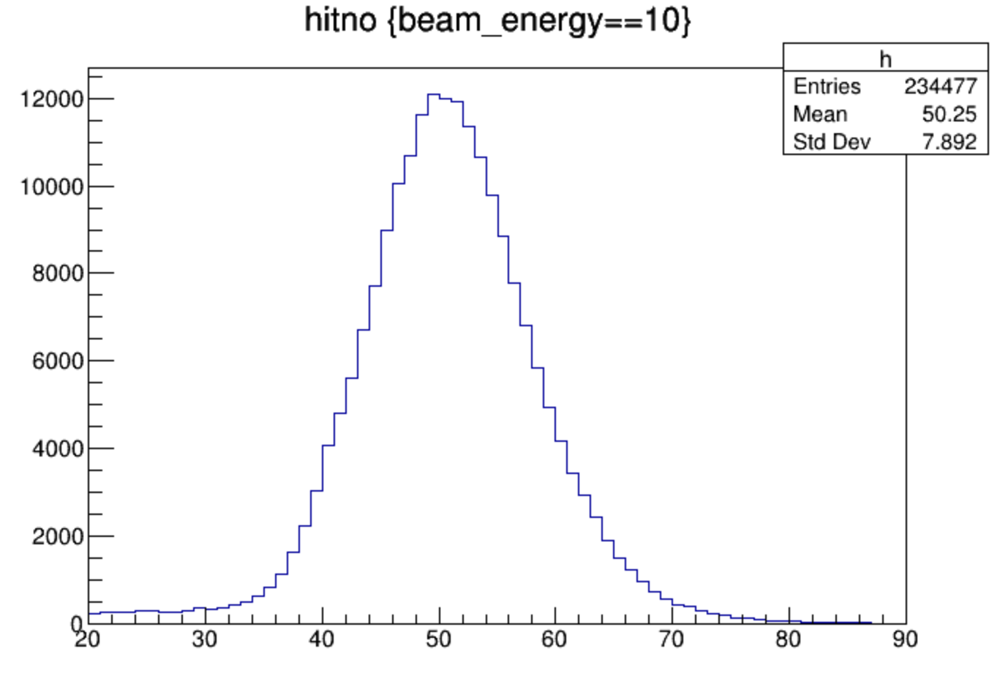 hitno {beam_energy==10}
h
Entries 234477
Mean 50.25
Std Dev 7.892
12000
10000
8000
6000
4000
2000
0
20 30 40 50 60 70 80 90